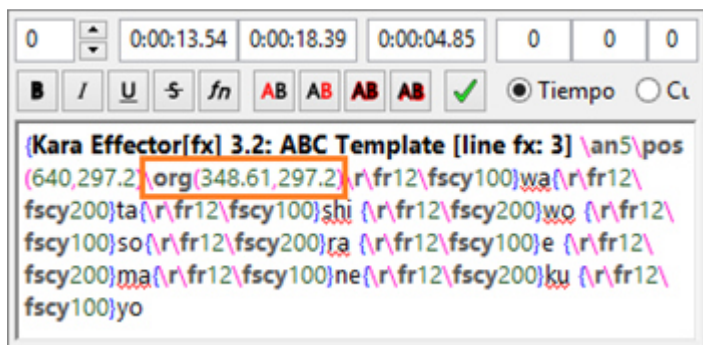 0 0:00:13.54 0:00:18.39 0:00:04.85 0 0 0
B I U S fn AB AB AB AB Tiempo Cu
{Kara Effector[fx] 3.2: ABC Template [line fx: 3] \an5\pos
(640,297.2)\org(348.61,297.2)\r\fr12\fscy100}wa{\r\fr12\
fscy200}ta{\r\fr12\fscy100}shi {\r\fr12\fscy200}wo {\r\fr12\
fscy100}so{\r\fr12\fscy200}ra {\r\fr12\fscy100}e {\r\fr12\
fscy200}ma{\r\fr12\fscy100}ne{\r\fr12\fscy200}ku {\r\fr12\
fscy100}yo